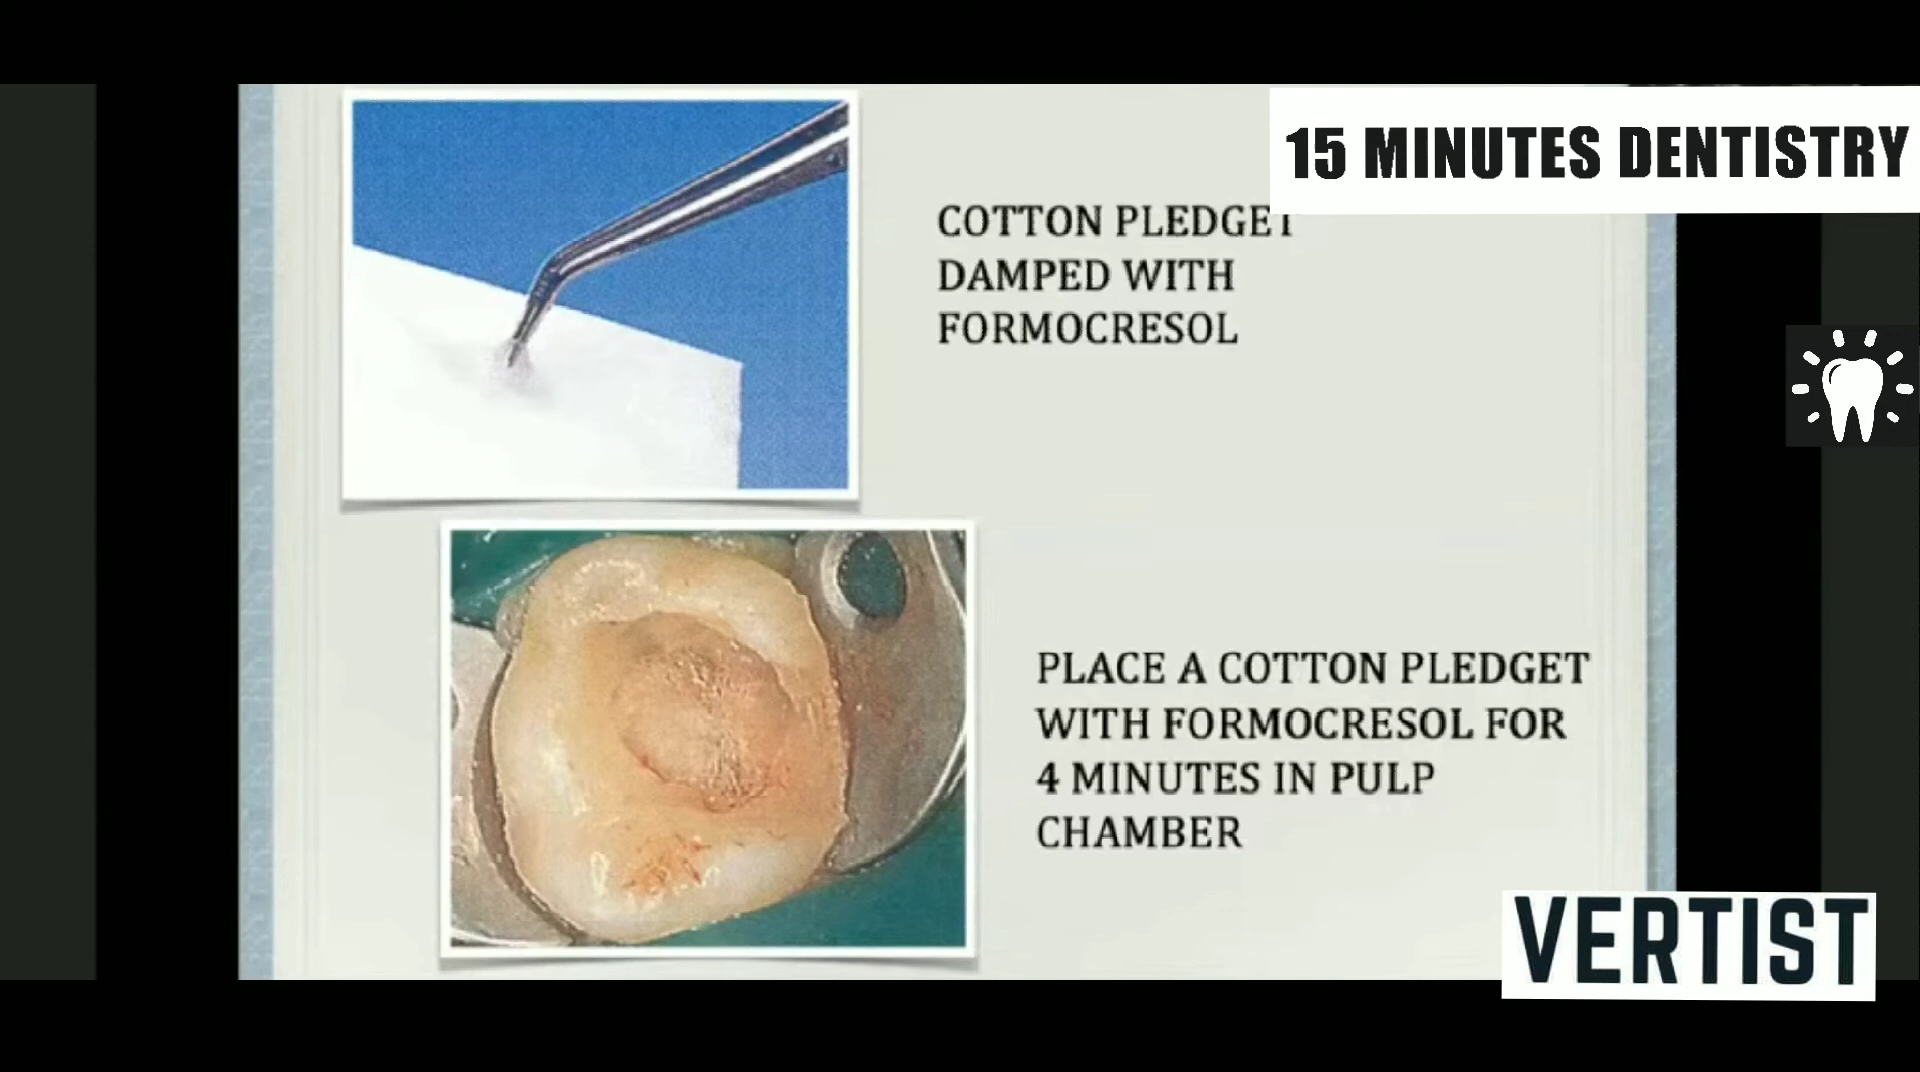 15 MINUTES DENTISTRY
COTTON PLEDGET
DAMPED WITH
FORMOCRESOL
PLACE A COTTON PLEDGET
WITH FORMOCRESOL FOR
4 MINUTES IN PULP
CHAMBER
VERTIST